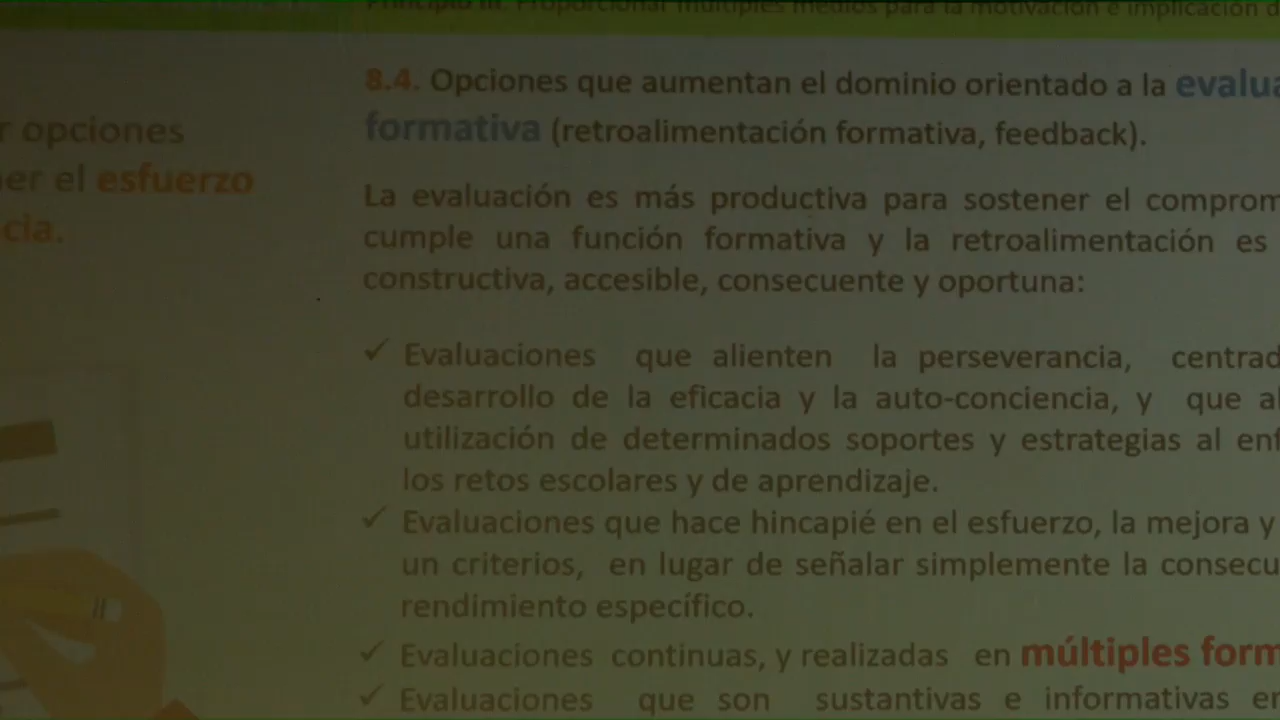 Principio III. Proporcionar múltiples medios para la motivación e implicación
r opciones
er el esfuerzo
cia.
8.4. Opciones que aumentan el dominio orientado a la evalua
formativa (retroalimentación formativa, feedback).
La evaluación es más productiva para sostener el comprom
cumple una función formativa y la retroalimentación es
constructiva, accesible, consecuente y oportuna:
✓ Evaluaciones que alienten la perseverancia, centrad
desarrollo de la eficacia y la auto-conciencia, y que al
utilización de determinados soportes y estrategias al enf
los retos escolares y de aprendizaje.
✓ Evaluaciones que hace hincapié en el esfuerzo, la mejora y
un criterios, en lugar de señalar simplemente la consecu
rendimiento específico.
✓ Evaluaciones continuas, y realizadas en múltiples form
✓ Evaluaciones que son sustantivas e informativas en